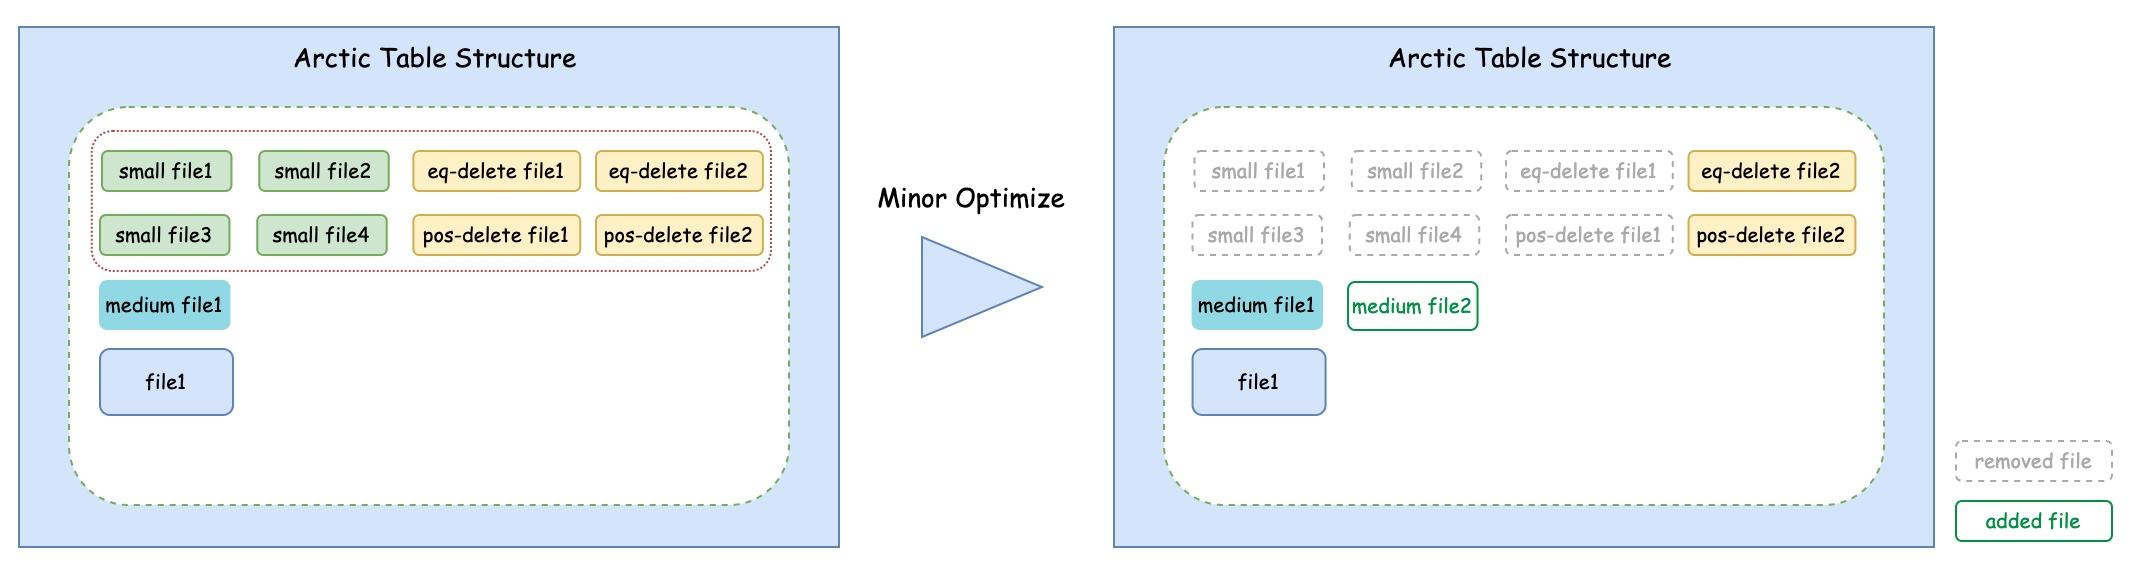 Arctic Table Structure
small file1
small file2
eq-delete file1
eq-delete file2
small file3
small file4
pos-delete file1
pos-delete file2
medium file1
file1
Minor Optimize
Arctic Table Structure
small file1
small file2
eq-delete file1
eq-delete file2
small file3
small file4
pos-delete file1
pos-delete file2
medium file1
medium file2
file1
removed file
added file